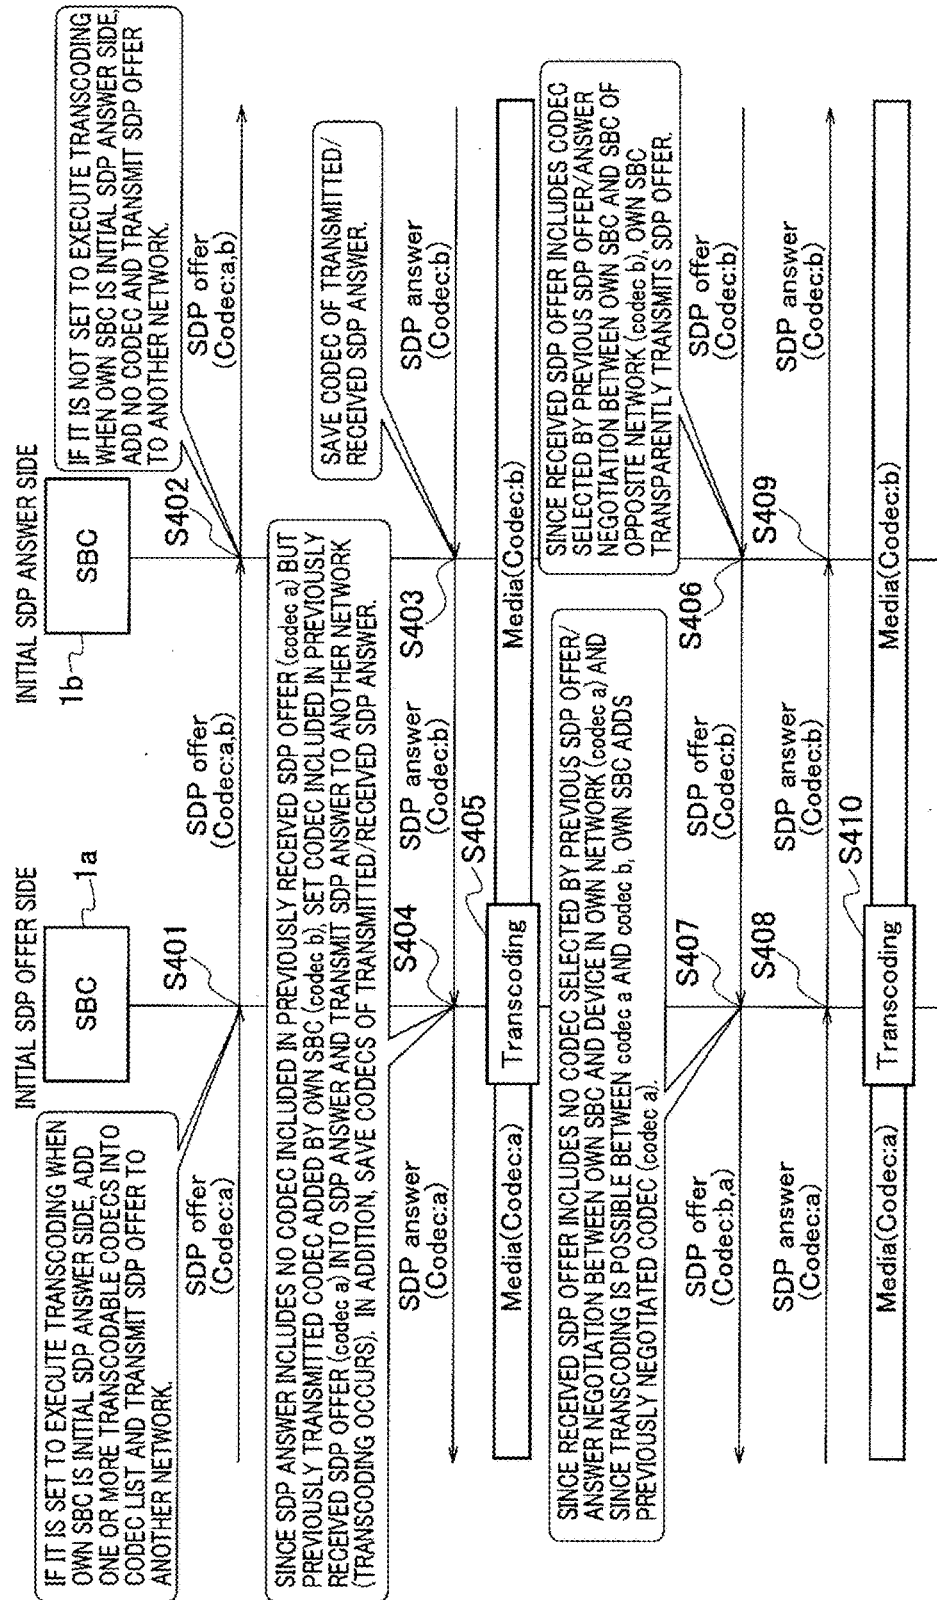 INITIAL SDP OFFER SIDE
SBC
1a
INITIAL SDP ANSWER SIDE
SBC
1b
IF IT IS SET TO EXECUTE TRANSCODING WHEN
OWN SBC IS INITIAL SDP ANSWER SIDE, ADD
ONE OR MORE TRANSCODABLE CODECS INTO
CODEC LIST AND TRANSMIT SDP OFFER TO
ANOTHER NETWORK.
S401
IF IT IS NOT SET TO EXECUTE TRANSCODING
WHEN OWN SBC IS INITIAL SDP ANSWER SIDE,
ADD NO CODEC AND TRANSMIT SDP OFFER
TO ANOTHER NETWORK.
S402
SDP offer
(Codec:a)
SDP offer
(Codec:a,b)
SDP offer
(Codec:a,b)
SINCE SDP ANSWER INCLUDES NO CODEC INCLUDED IN PREVIOUSLY RECEIVED SDP OFFER (codec a) BUT
PREVIOUSLY TRANSMITTED CODEC ADDED BY OWN SBC (codec b), SET CODEC INCLUDED IN PREVIOUSLY
RECEIVED SDP OFFER (codec a) INTO SDP ANSWER AND TRANSMIT SDP ANSWER TO ANOTHER NETWORK
(TRANSCODING OCCURS). IN ADDITION, SAVE CODECS OF TRANSMITTED/RECEIVED SDP ANSWER.
SAVE CODEC OF TRANSMITTED/
RECEIVED SDP ANSWER.
SDP answer
(Codec:a)
S404
SDP answer
(Codec:b)
S403
SDP answer
(Codec:b)
S405
Media(Codec:a)
Transcoding
Media(Codec:b)
SINCE RECEIVED SDP OFFER INCLUDES NO CODEC SELECTED BY PREVIOUS SDP OFFER/
ANSWER NEGOTIATION BETWEEN OWN SBC AND DEVICE IN OWN NETWORK (codec a) AND
SINCE TRANSCODING IS POSSIBLE BETWEEN codec a AND codec b, OWN SBC ADDS
PREVIOUSLY NEGOTIATED CODEC (codec a).
SINCE RECEIVED SDP OFFER INCLUDES CODEC
SELECTED BY PREVIOUS SDP OFFER/ANSWER
NEGOTIATION BETWEEN OWN SBC AND SBC OF
OPPOSITE NETWORK (codec b), OWN SBC
TRANSPARENTLY TRANSMITS SDP OFFER.
SDP offer
(Codec:b,a)
S407
SDP offer
(Codec:b)
S406
SDP offer
(Codec:b)
SDP answer
(Codec:a)
S408
SDP answer
(Codec:b)
S409
SDP answer
(Codec:b)
S410
Media(Codec:a)
Transcoding
Media(Codec:b)